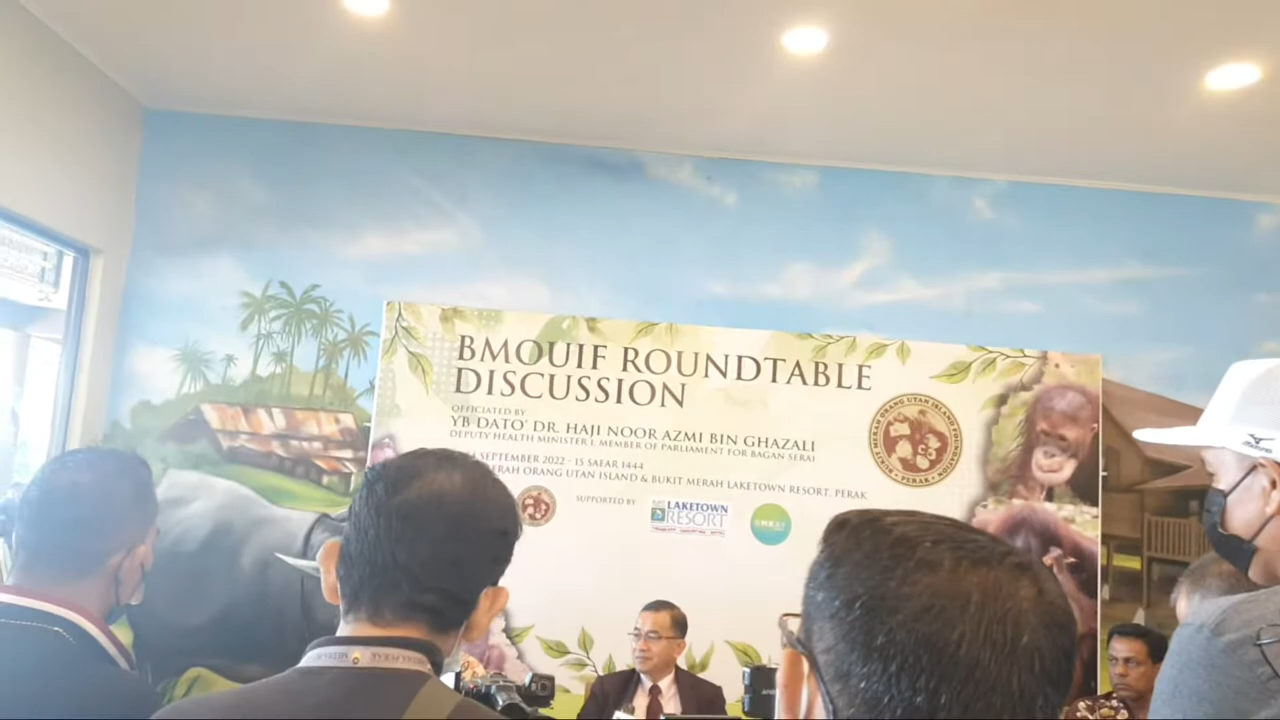 BMOUIF ROUNDTABLE
DISCUSSION
OFFICIATED BY
YB DATO' DR. HAJI NOOR AZMI BIN GHAZALI
DEPUTY HEALTH MINISTER I, MEMBER OF PARLIAMENT FOR BAGAN SERAI
SEPTEMBER 2022 - 15 SAFAR 1444
MERAH ORANG UTAN ISLAND & BUKIT MERAH LAKETOWN RESORT, PERAK
BUKIT MERAH ORANG UTAN ISLAND FOUNDATION
• PERAK •
SUPPORTED BY
LAKETOWN
RESORT
MIZUNO